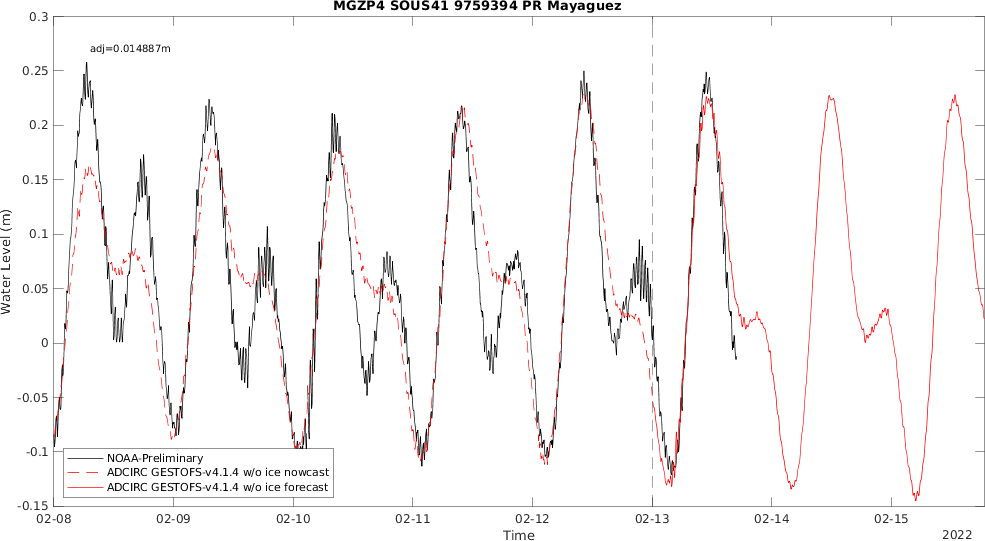 MGZP4 SOUS41 9759394 PR Mayaguez
adj=0.014887m
0.3
0.25
0.2
0.15
0.1
0.05
0
-0.05
-0.1
-0.15
Water Level (m)
NOAA-Preliminary
ADCIRC GESTOFS-v4.1.4 w/o ice nowcast
ADCIRC GESTOFS-v4.1.4 w/o ice forecast
02-08 02-09 02-10 02-11 02-12 02-13 02-14 02-15
Time
2022